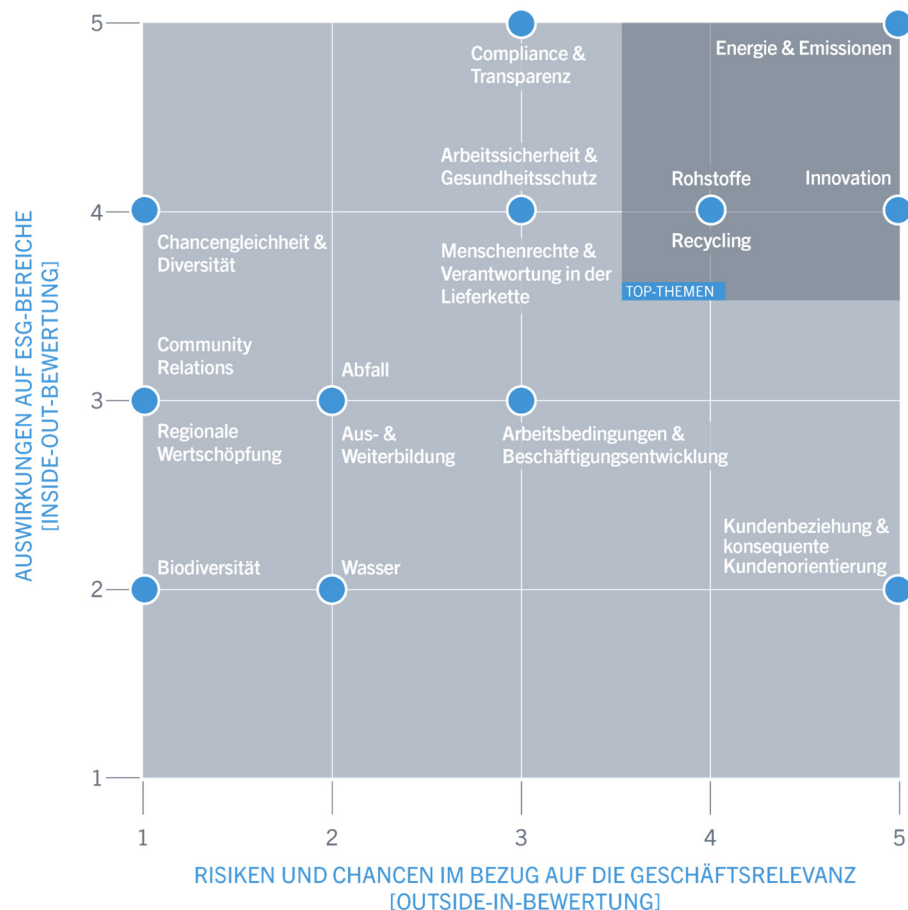 5
Compliance &
Transparenz
Energie & Emissionen
Arbeitssicherheit &
Gesundheitsschutz
Rohstoffe
Innovation
4
Chancengleichheit &
Diversität
Menschenrechte &
Verantwortung in der
Lieferkette
Recycling
TOP-THEMEN
Community
Relations
Abfall
3
Regionale
Wertschöpfung
Aus- &
Weiterbildung
Arbeitsbedingungen &
Beschäftigungsentwicklung
Kundenbeziehung &
konsequente
Kundenorientierung
Biodiversität
Wasser
2
1
AUSWIRKUNGEN AUF ESG-BEREICHE
[INSIDE-OUT-BEWERTUNG]
1 2 3 4 5
RISIKEN UND CHANCEN IM BEZUG AUF DIE GESCHÄFTSRELEVANZ
[OUTSIDE-IN-BEWERTUNG]